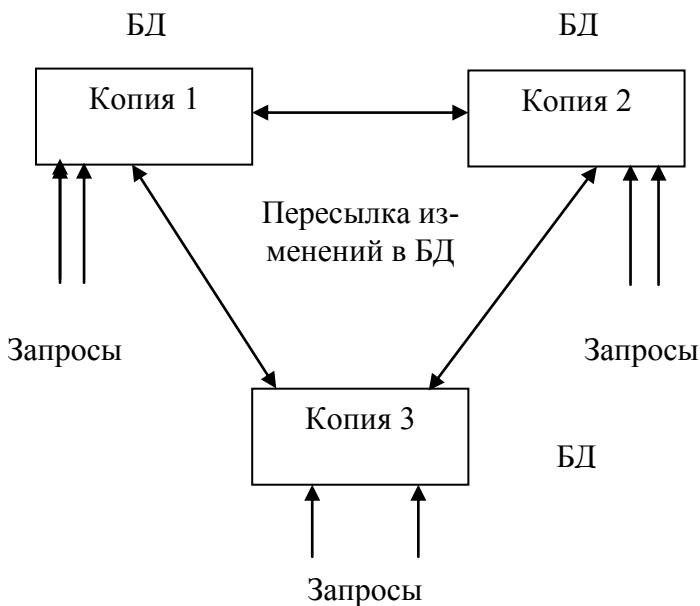 БД
БД
Копия 1
Копия 2
Пересылка из-
менений в БД
Запросы
Запросы
Копия 3
БД
Запросы